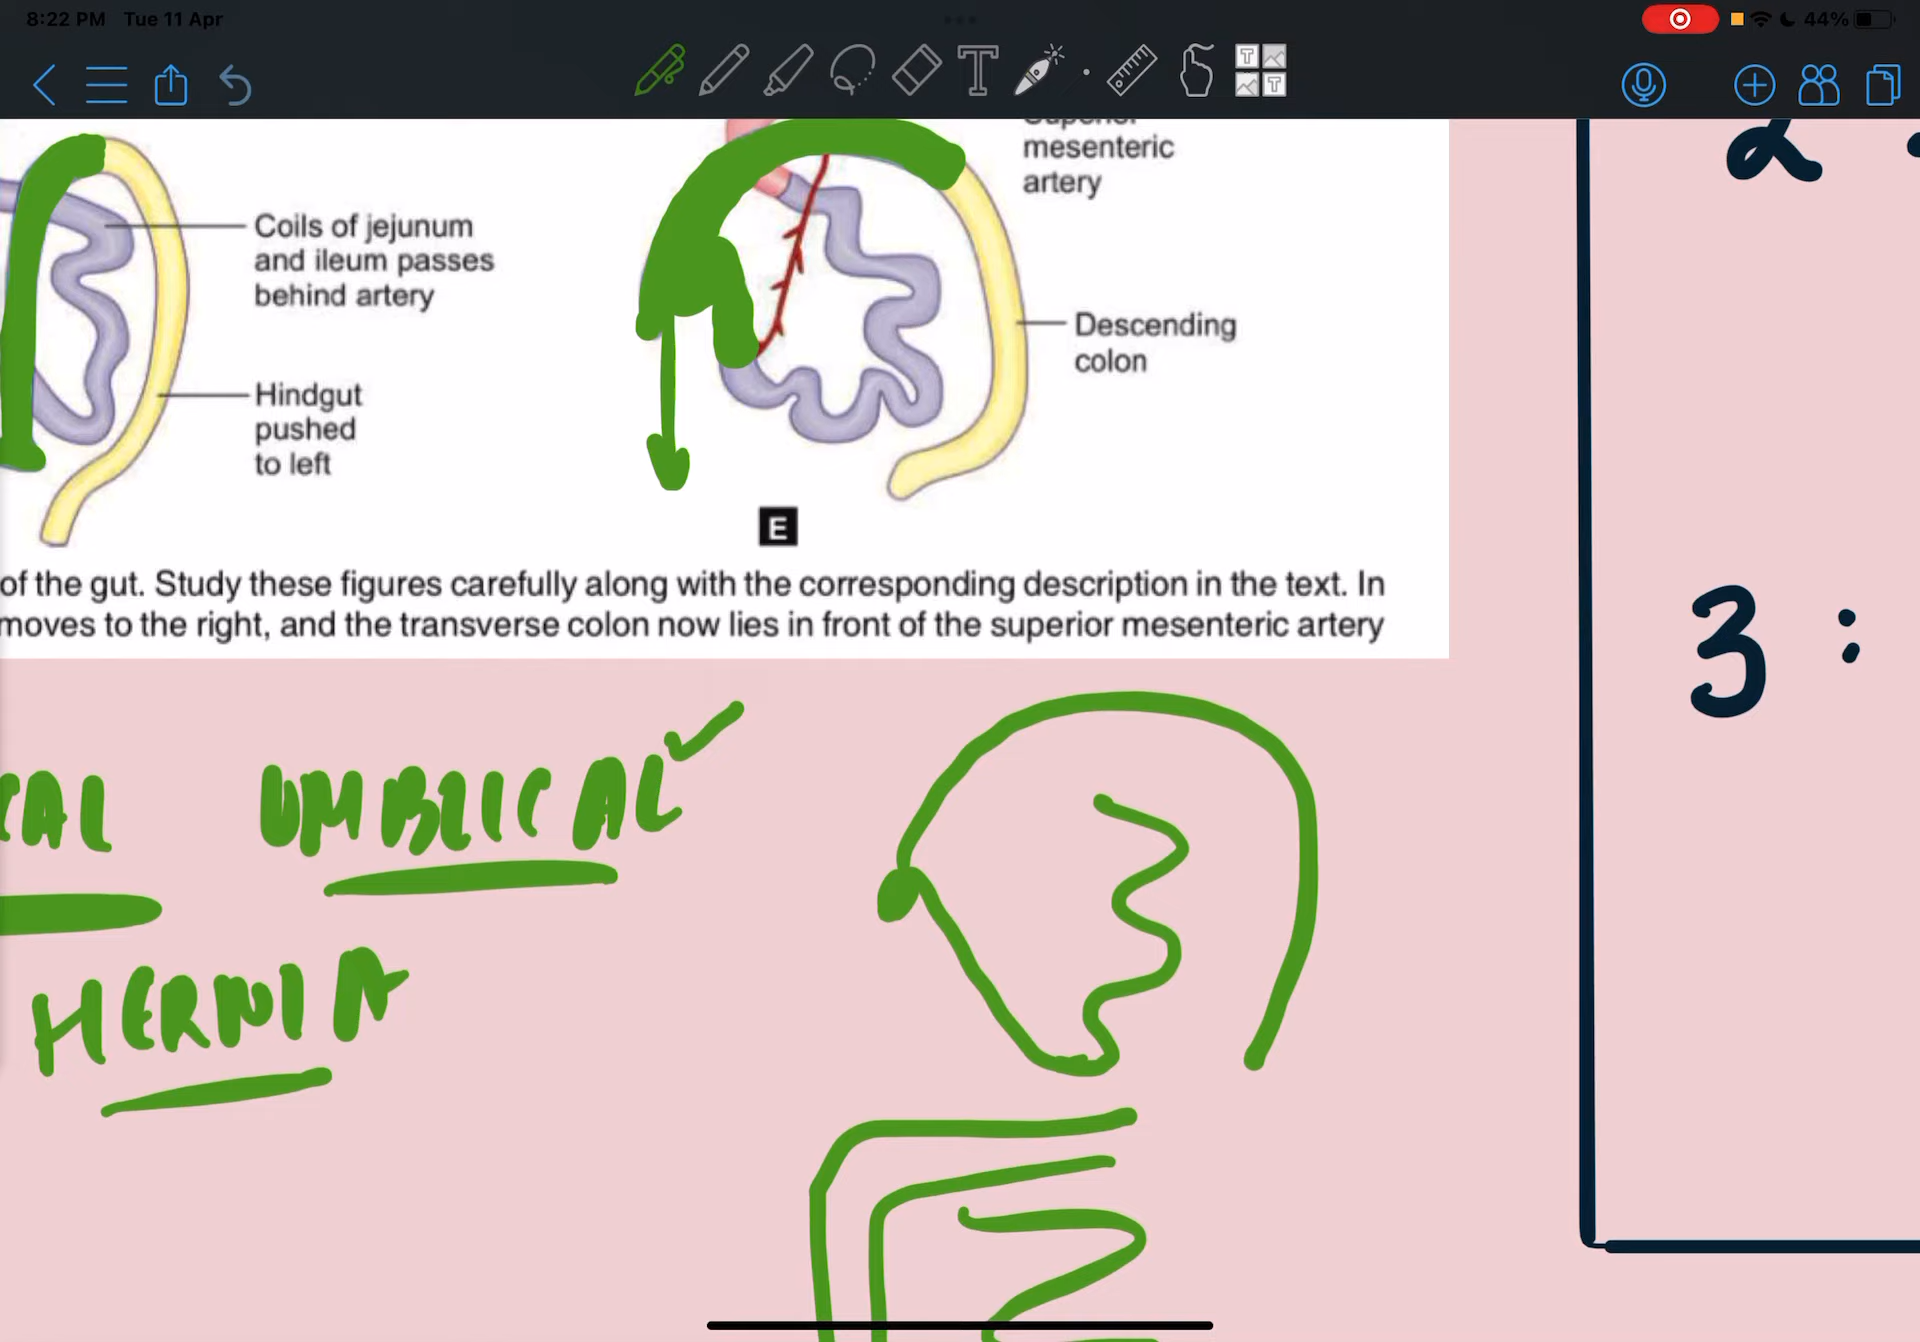 8:22 PM Tue 11 Apr
44%
Superior
mesenteric
artery
Coils of jejunum
and ileum passes
behind artery
Descending
colon
Hindgut
pushed
to left
E
of the gut. Study these figures carefully along with the corresponding description in the text. In
moves to the right, and the transverse colon now lies in front of the superior mesenteric artery
3 :
CAL UMBLICAL
HERNIA